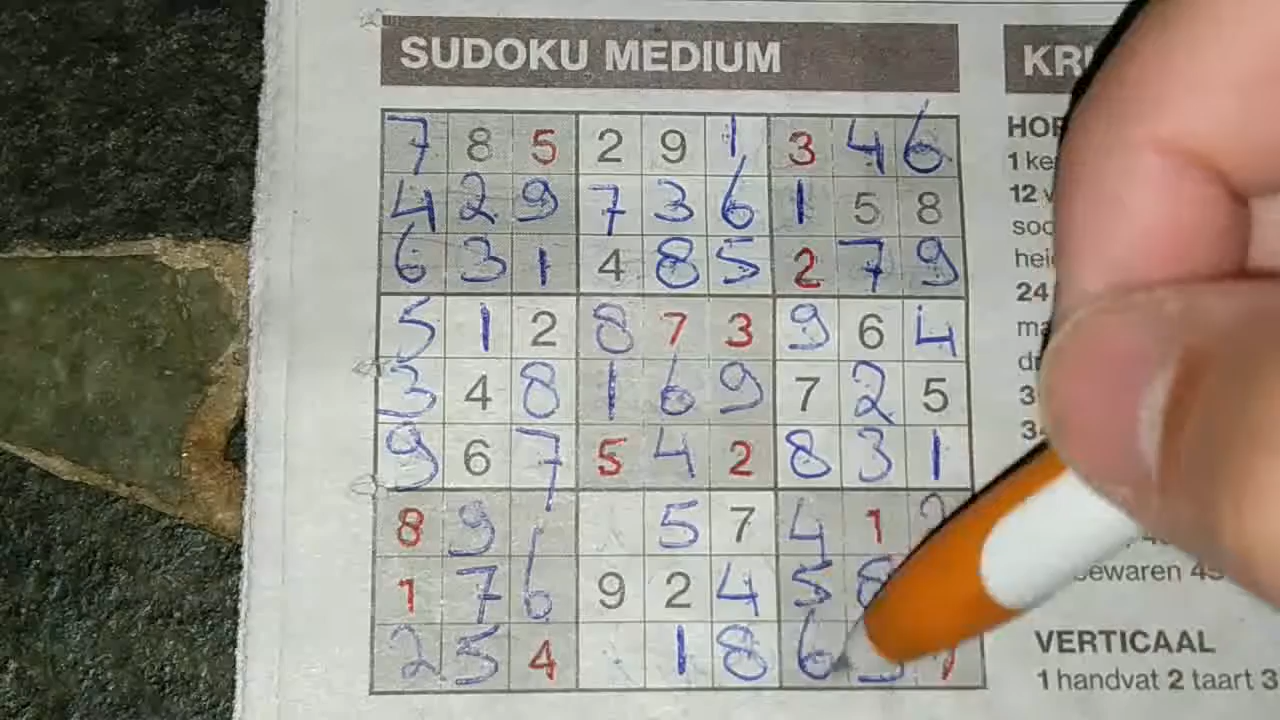 SUDOKU MEDIUM
KRI
7 8 5 2 9 1 3 4 6
4 2 9 7 3 6 1 5 8
6 3 1 4 8 5 2 7 9
5 1 2 8 7 3 9 6 4
3 4 8 1 6 9 7 2 5
9 6 7 5 4 2 8 3 1
8 9 5 7 4 1
1 7 6 9 2 4 5 8
2 5 4 1 8 6
HOR
1 ke
12 v
soo
hei
24
ma
di
3
3
ewaren 45
VERTICAAL
1 handvat 2 taart 3